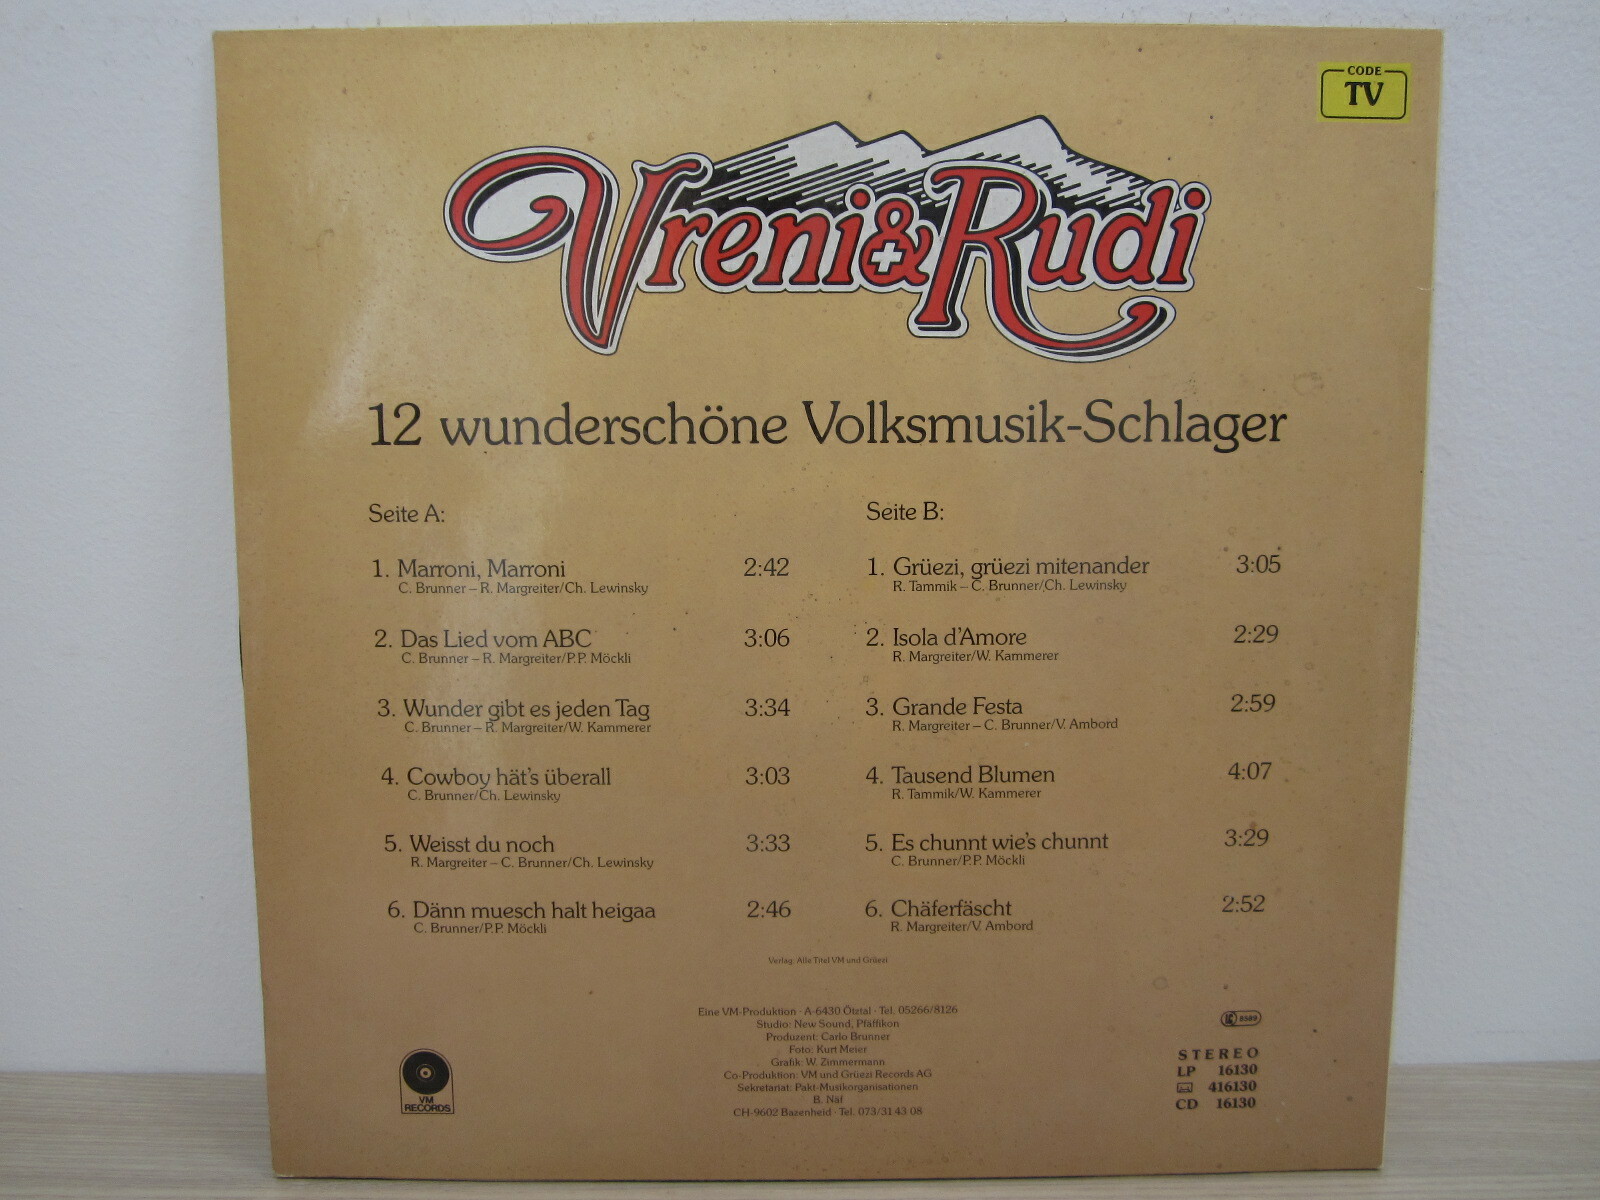 CODE
TV
Vreni & Rudi
12 wunderschöne Volksmusik-Schlager
Seite A:
1. Marroni, Marroni 2:42
C. Brunner – R. Margreiter/Ch. Lewinsky
2. Das Lied vom ABC 3:06
C. Brunner – R. Margreiter/P.P. Möckli
3. Wunder gibt es jeden Tag 3:34
C. Brunner – R. Margreiter/W. Kammerer
4. Cowboy hät's überall 3:03
C. Brunner/Ch. Lewinsky
5. Weisst du noch 3:33
R. Margreiter – C. Brunner/Ch. Lewinsky
6. Dänn muesch halt heigaa 2:46
C. Brunner/P.P. Möckli
Seite B:
1. Grüezi, grüezi mitenander 3:05
R. Tammik – C. Brunner/Ch. Lewinsky
2. Isola d'Amore 2:29
R. Margreiter/W. Kammerer
3. Grande Festa 2:59
R. Margreiter – C. Brunner/V. Ambord
4. Tausend Blumen 4:07
R. Tammik/W. Kammerer
5. Es chunnt wie's chunnt 3:29
C. Brunner/P.P. Möckli
6. Chäferfäscht 2:52
R. Margreiter/V. Ambord
Verlag: Alle Titel VM und Grüezi
Eine VM-Produktion · A-6430 Ötztal · Tel. 05266/8126
Studio: New Sound, Pfäffikon
Produzent: Carlo Brunner
Foto: Kurt Meier
Grafik: W. Zimmermann
Co-Produktion: VM und Grüezi Records AG
Sekretariat: Pakt-Musikorganisationen
B. Näf
CH-9602 Bazenheid · Tel. 073/31 43 08
VM
RECORDS
LC 8589
STEREO
LP 16130
416130
CD 16130